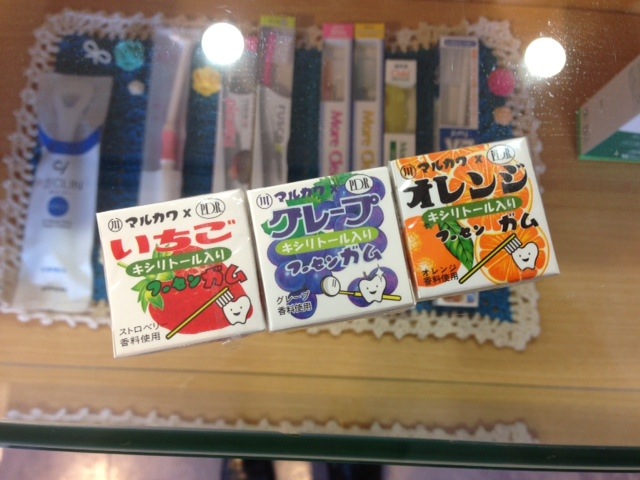 マルカワ×PDR
いちご
キシリトール入り
フーセンガム
ストロベリー
香料使用
マルカワ×PDR
グレープ
キシリトール入り
フーセンガム
グレープ
香料使用
マルカワ×PDR
オレンジ
キシリトール入り
フーセンガム
オレンジ
香料使用